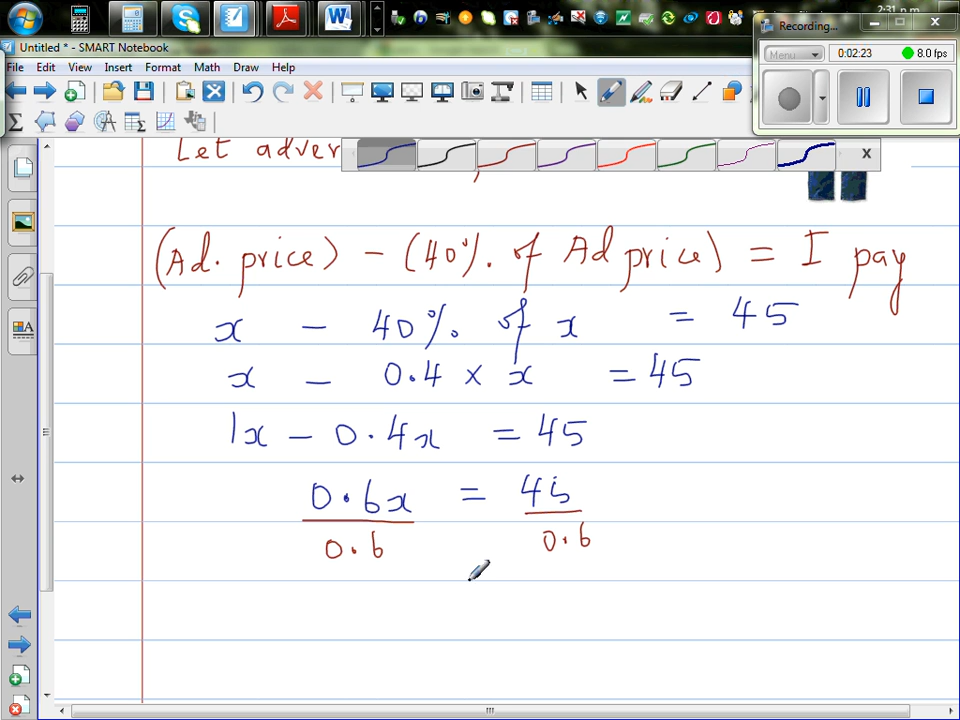 2:31 p.m.
Recording...
Untitled * - SMART Notebook
Menu
0:02:23
8.0 fps
File Edit View Insert Format Math Draw Help
Let adver
(Ad. price) - (40% of Ad price) = I pay
x - 40% of x = 45
x - 0.4 × x = 45
1x - 0.4x = 45
0.6x = 45
0.6 0.6